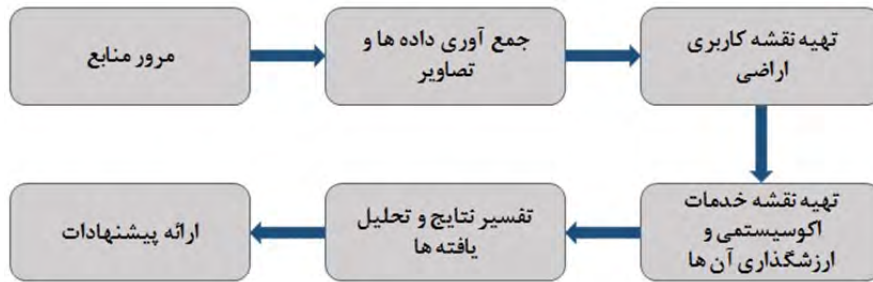 مرور منابع
جمع آوری داده ها و
تصاویر
تهیه نقشه کاربری
اراضی
تهیه نقشه خدمات
اکوسیستمی و
ارزشگذاری آن ها
تفسیر نتایج و تحلیل
یافته ها
ارائه پیشنهادات